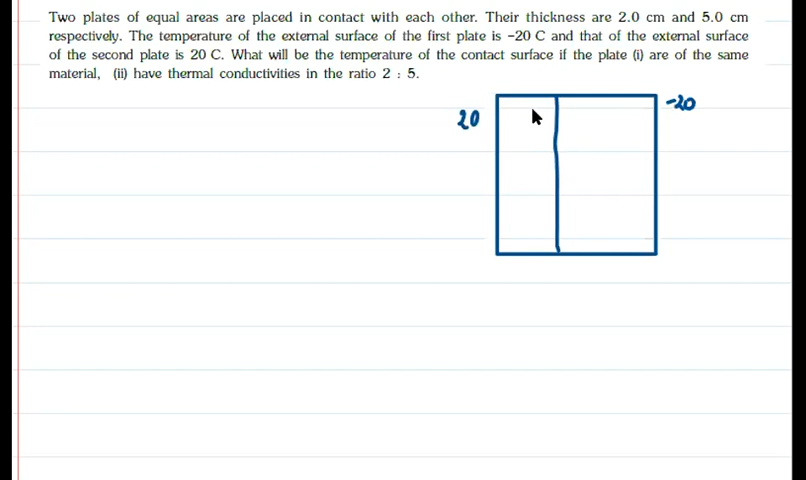 Two plates of equal areas are placed in contact with each other. Their thickness are 2.0 cm and 5.0 cm
respectively. The temperature of the external surface of the first plate is −20 C and that of the external surface
of the second plate is 20 C. What will be the temperature of the contact surface if the plate (i) are of the same
material, (ii) have thermal conductivities in the ratio 2 : 5.
20
-20